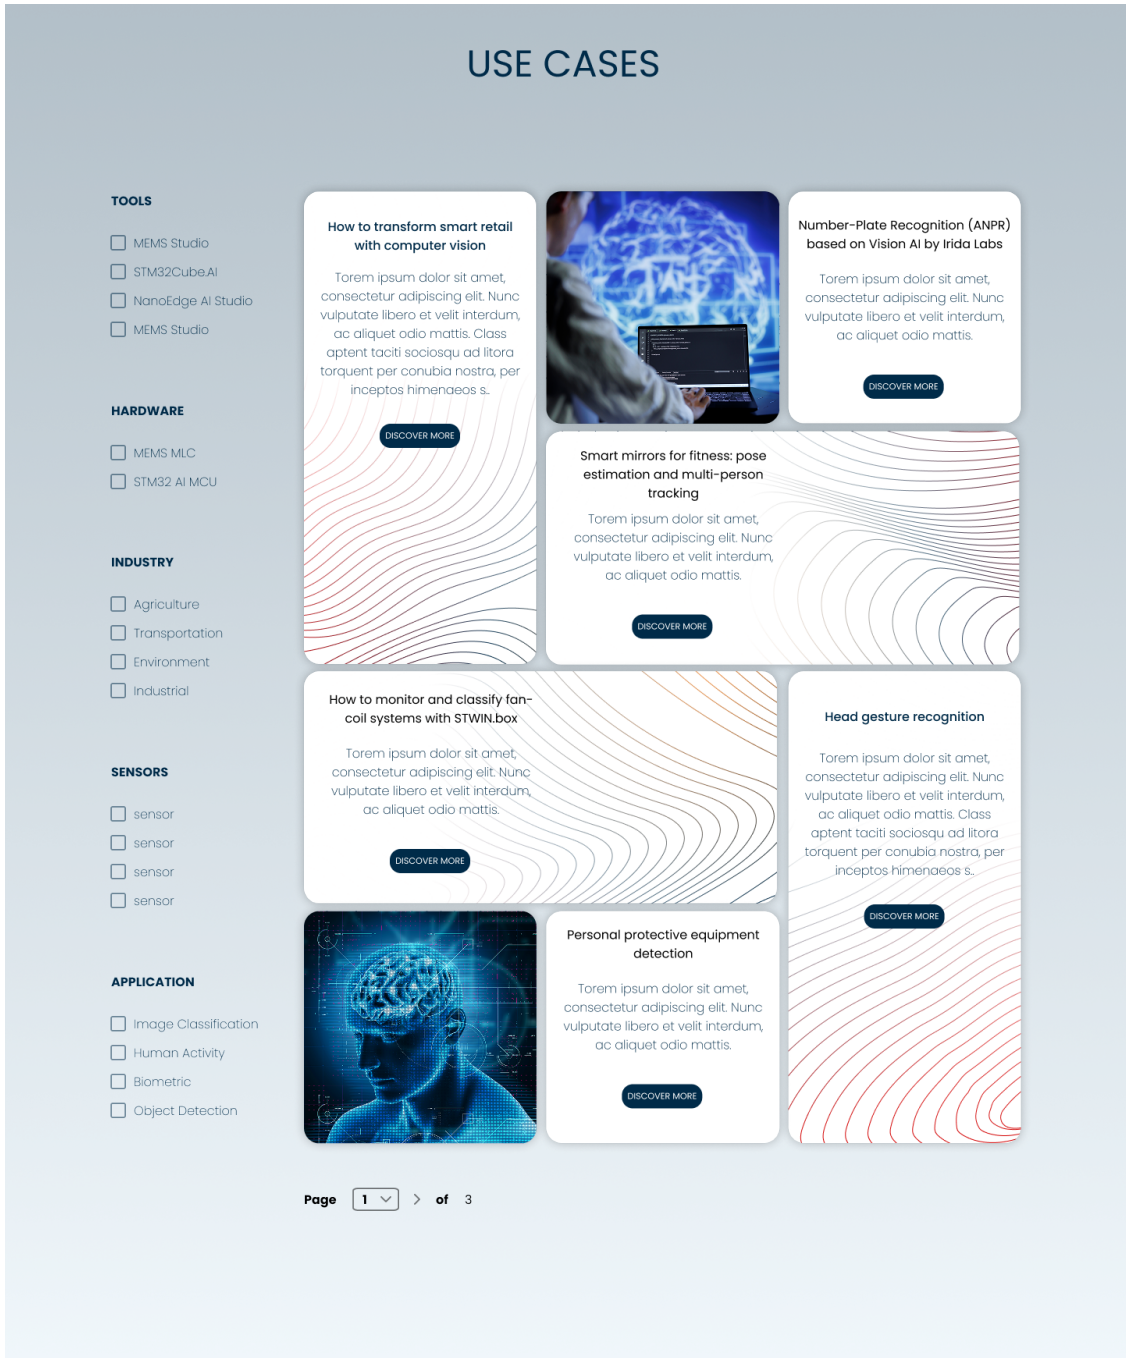 USE CASES
TOOLS
MEMS Studio
STM32Cube.AI
NanoEdge AI Studio
MEMS Studio
HARDWARE
MEMS MLC
STM32 AI MCU
INDUSTRY
Agriculture
Transportation
Environment
Industrial
SENSORS
sensor
sensor
sensor
sensor
APPLICATION
Image Classification
Human Activity
Biometric
Object Detection
How to transform smart retail
with computer vision
Torem ipsum dolor sit amet,
consectetur adipiscing elit. Nunc
vulputate libero et velit interdum,
ac aliquet odio mattis. Class
aptent taciti sociosqu ad litora
torquent per conubia nostra, per
inceptos himenaeos s..
DISCOVER MORE
Number-Plate Recognition (ANPR)
based on Vision AI by Irida Labs
Torem ipsum dolor sit amet,
consectetur adipiscing elit. Nunc
vulputate libero et velit interdum,
ac aliquet odio mattis.
DISCOVER MORE
Smart mirrors for fitness: pose
estimation and multi-person
tracking
Torem ipsum dolor sit amet,
consectetur adipiscing elit. Nunc
vulputate libero et velit interdum,
ac aliquet odio mattis.
DISCOVER MORE
How to monitor and classify fan-
coil systems with STWIN.box
Torem ipsum dolor sit amet,
consectetur adipiscing elit. Nunc
vulputate libero et velit interdum,
ac aliquet odio mattis.
DISCOVER MORE
Head gesture recognition
Torem ipsum dolor sit amet,
consectetur adipiscing elit. Nunc
vulputate libero et velit interdum,
ac aliquet odio mattis. Class
aptent taciti sociosqu ad litora
torquent per conubia nostra, per
inceptos himenaeos s..
DISCOVER MORE
Personal protective equipment
detection
Torem ipsum dolor sit amet,
consectetur adipiscing elit. Nunc
vulputate libero et velit interdum,
ac aliquet odio mattis.
DISCOVER MORE
Page 1 of 3